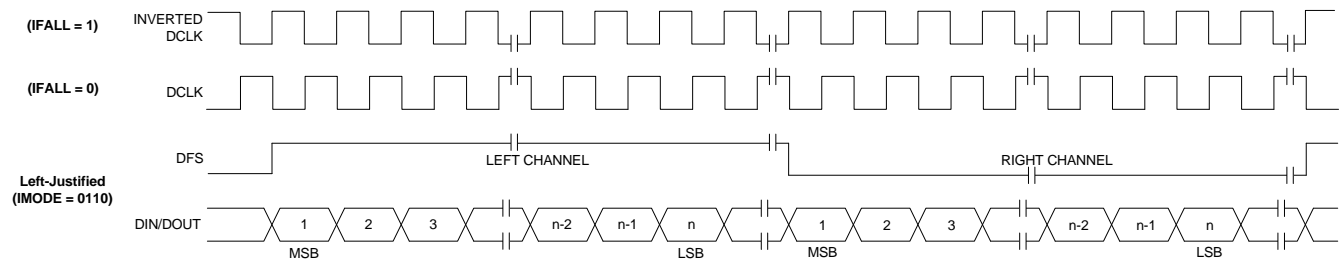 (IFALL = 1)
INVERTED
DCLK
(IFALL = 0)
DCLK
DFS
LEFT CHANNEL
RIGHT CHANNEL
Left-Justified
(IMODE = 0110)
DIN/DOUT
1 2 3 n-2 n-1 n 1 2 3 n-2 n-1 n
MSB LSB MSB LSB